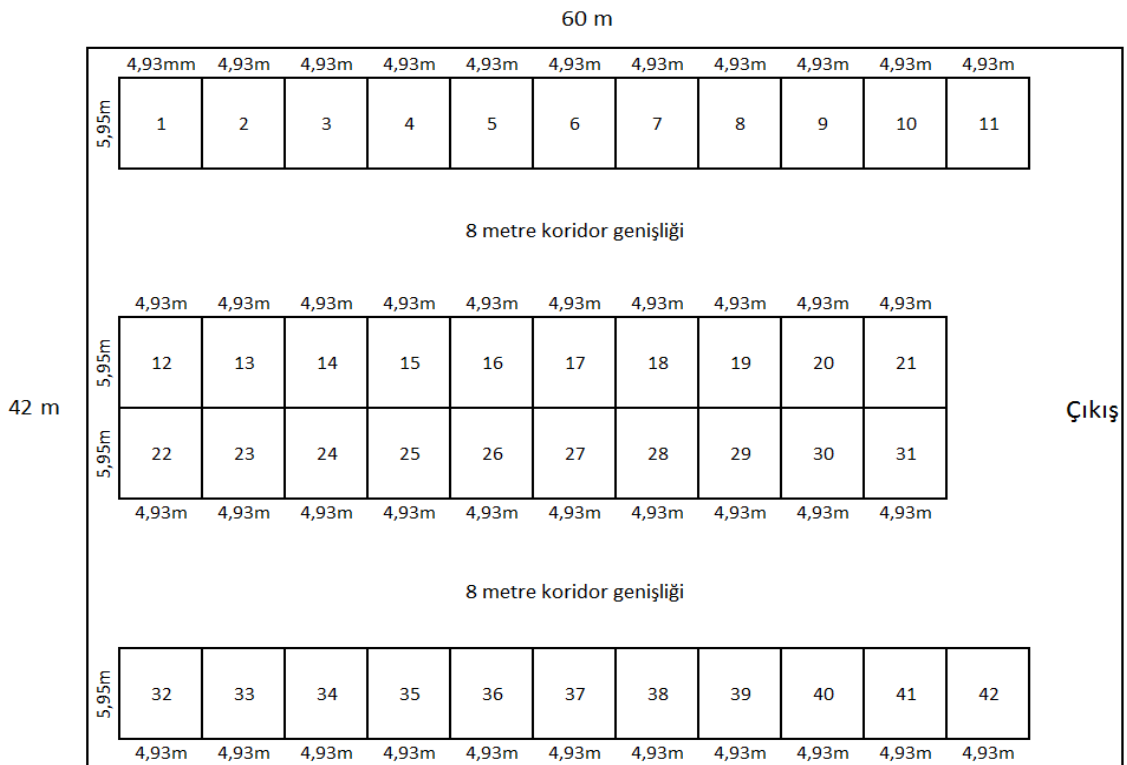 60 m
4,93mm 4,93m 4,93m 4,93m 4,93m 4,93m 4,93m 4,93m 4,93m 4,93m 4,93m
5,95m 1 2 3 4 5 6 7 8 9 10 11
8 metre koridor genişliği
4,93m 4,93m 4,93m 4,93m 4,93m 4,93m 4,93m 4,93m 4,93m 4,93m
5,95m 12 13 14 15 16 17 18 19 20 21
42 m Çıkış
5,95m 22 23 24 25 26 27 28 29 30 31
4,93m 4,93m 4,93m 4,93m 4,93m 4,93m 4,93m 4,93m 4,93m 4,93m
8 metre koridor genişliği
5,95m 32 33 34 35 36 37 38 39 40 41 42
4,93m 4,93m 4,93m 4,93m 4,93m 4,93m 4,93m 4,93m 4,93m 4,93m 4,93m